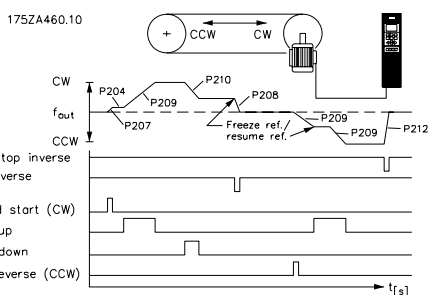 175ZA460.10
CCW CW
CW
P204
P209
P210
P208
P207
fout
Freeze ref./
resume ref.
P209
P209
P212
CCW
top inverse
verse
d start (CW)
up
down
everse (CCW)
t[s]